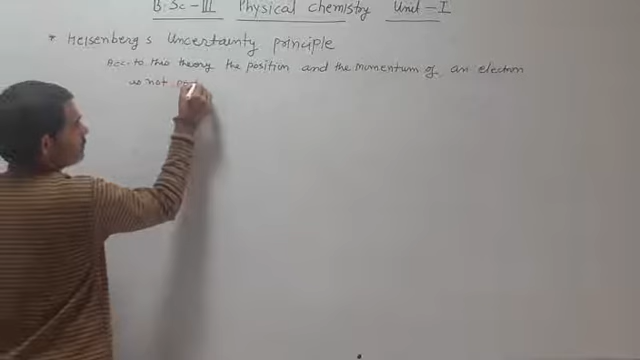 B.Sc-III Physical chemistry Unit-I
* Heisenberg's Uncertainty principle
Acc. to this theory the position and the momentum of an electron
is not